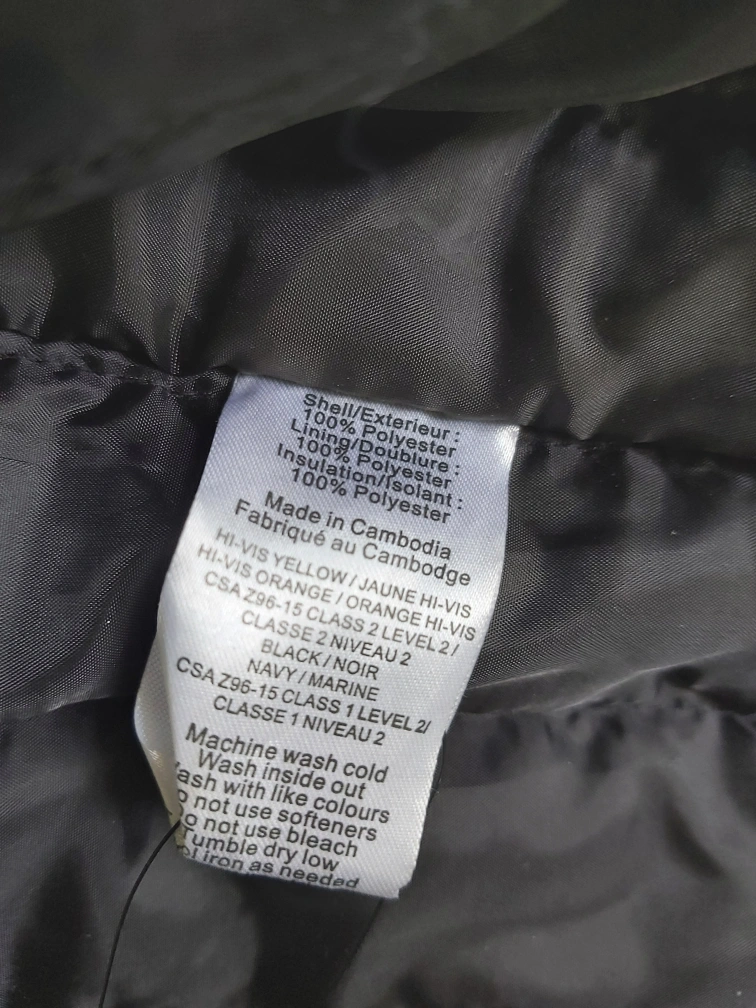 Shell/Exterieur :
100% Polyester
Lining/Doublure :
100% Polyester
Insulation/Isolant :
100% Polyester
Made in Cambodia
Fabriqué au Cambodge
HI-VIS YELLOW / JAUNE HI-VIS
HI-VIS ORANGE / ORANGE HI-VIS
CSA Z96-15 CLASS 2 LEVEL 2 /
CLASSE 2 NIVEAU 2
BLACK / NOIR
NAVY / MARINE
CSA Z96-15 CLASS 1 LEVEL 2/
CLASSE 1 NIVEAU 2
Machine wash cold
Wash inside out
ash with like colours
o not use softeners
o not use bleach
Tumble dry low
iron as needed